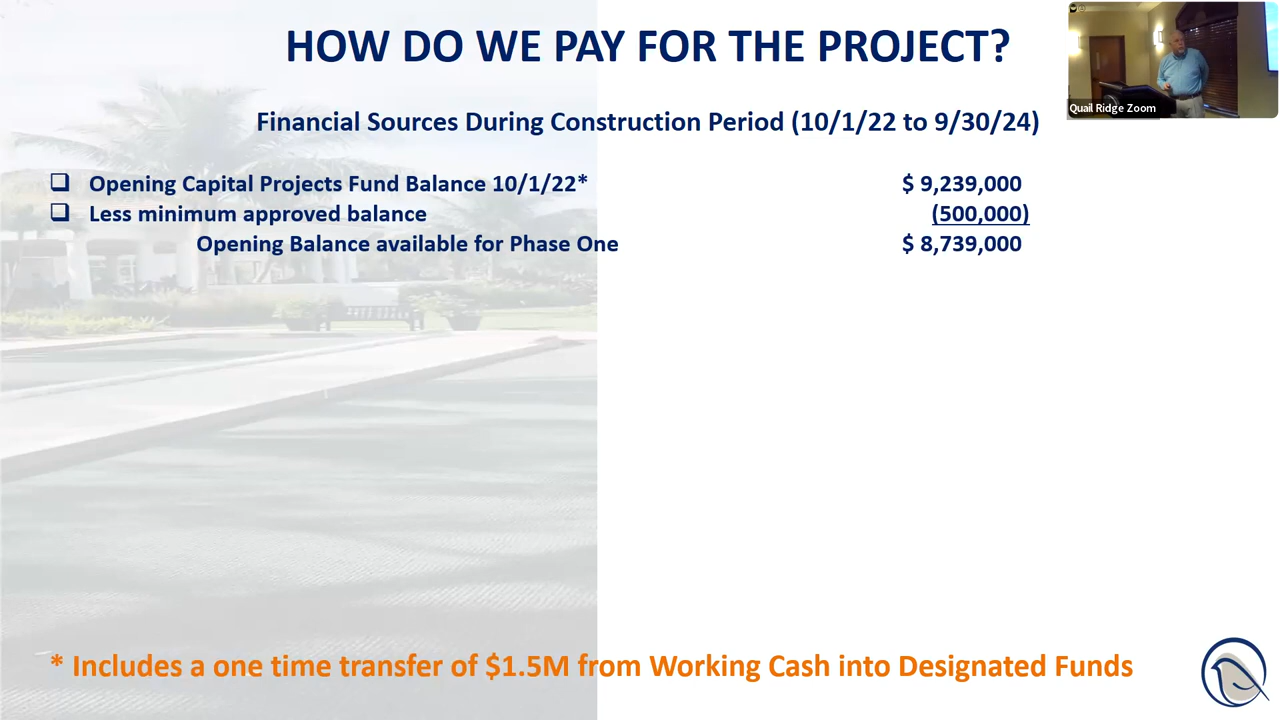 HOW DO WE PAY FOR THE PROJECT?
Quail Ridge Zoom
Financial Sources During Construction Period (10/1/22 to 9/30/24)
❑ Opening Capital Projects Fund Balance 10/1/22* $ 9,239,000
❑ Less minimum approved balance (500,000)
Opening Balance available for Phase One $ 8,739,000
* Includes a one time transfer of $1.5M from Working Cash into Designated Funds